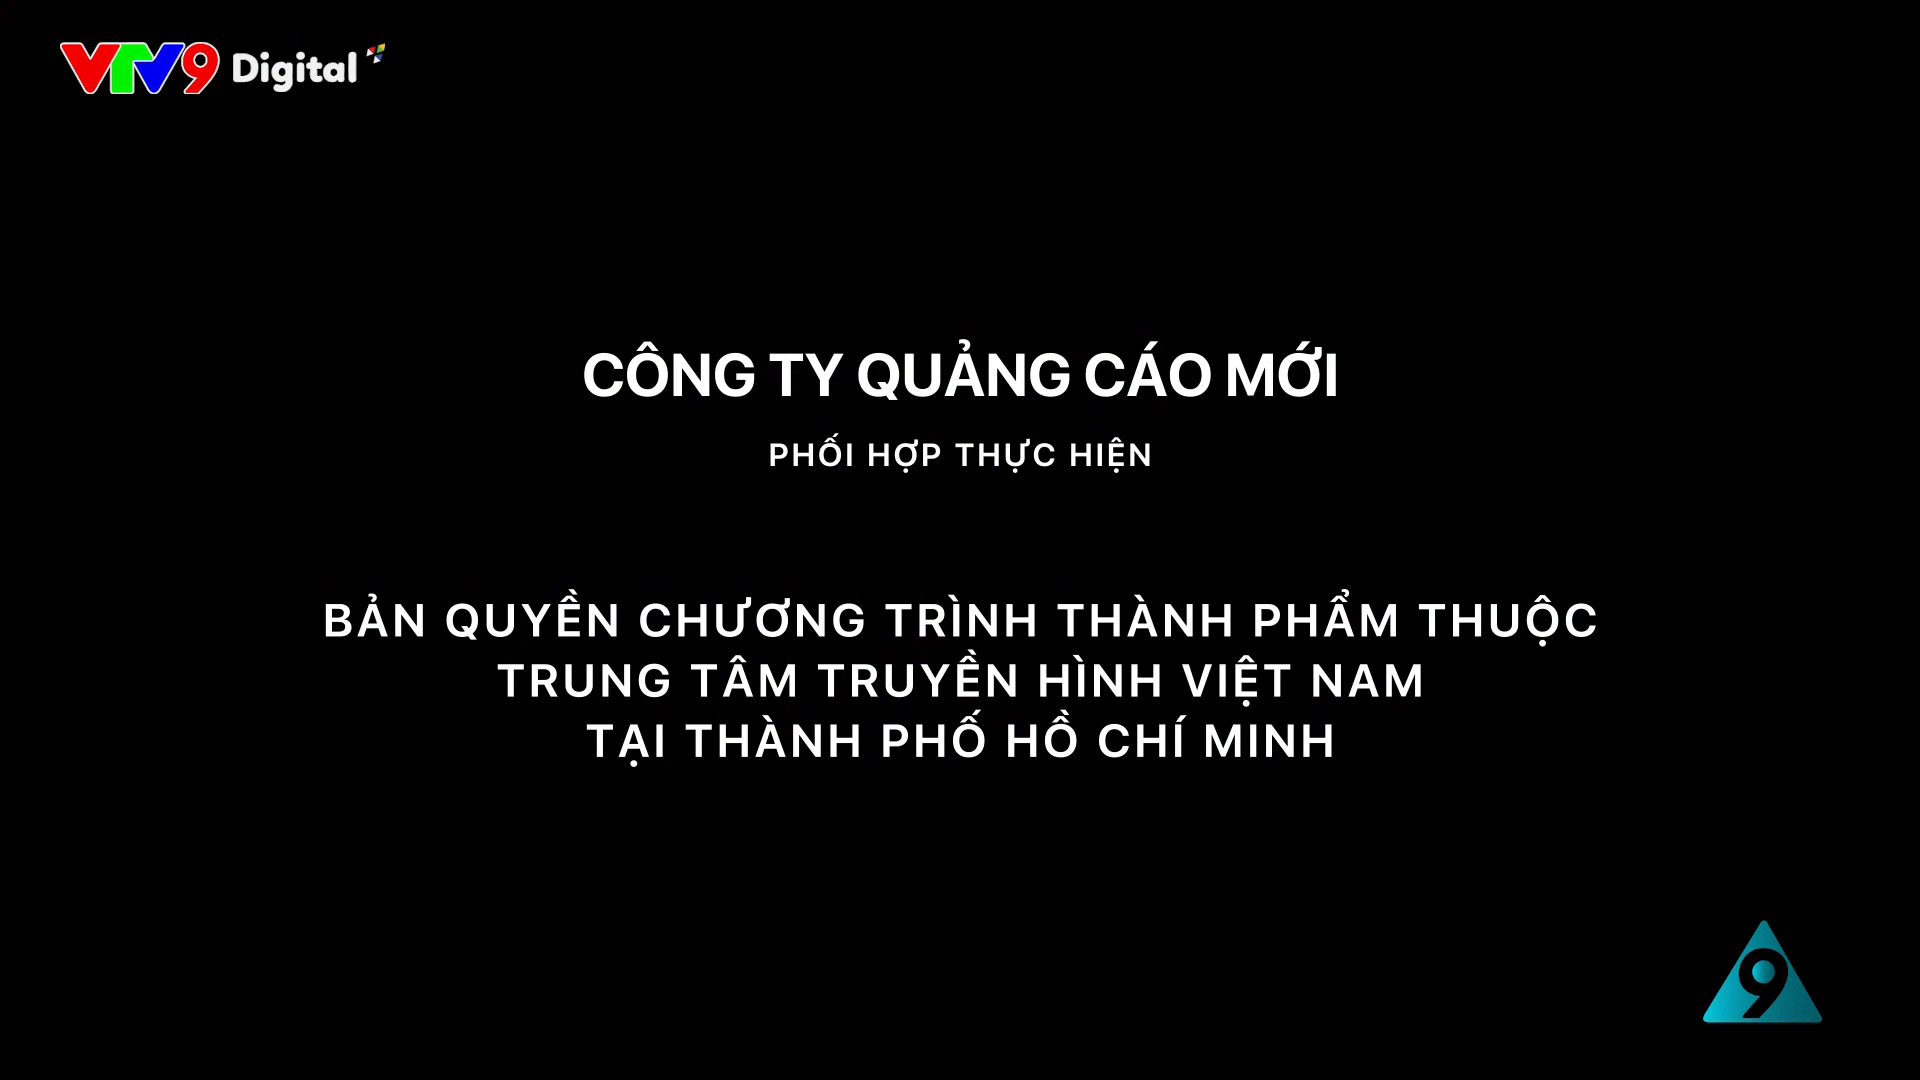 VTV9 Digital
CÔNG TY QUẢNG CÁO MỚI
PHỐI HỢP THỰC HIỆN
BẢN QUYỀN CHƯƠNG TRÌNH THÀNH PHẨM THUỘC
TRUNG TÂM TRUYỀN HÌNH VIỆT NAM
TẠI THÀNH PHỐ HỒ CHÍ MINH
9